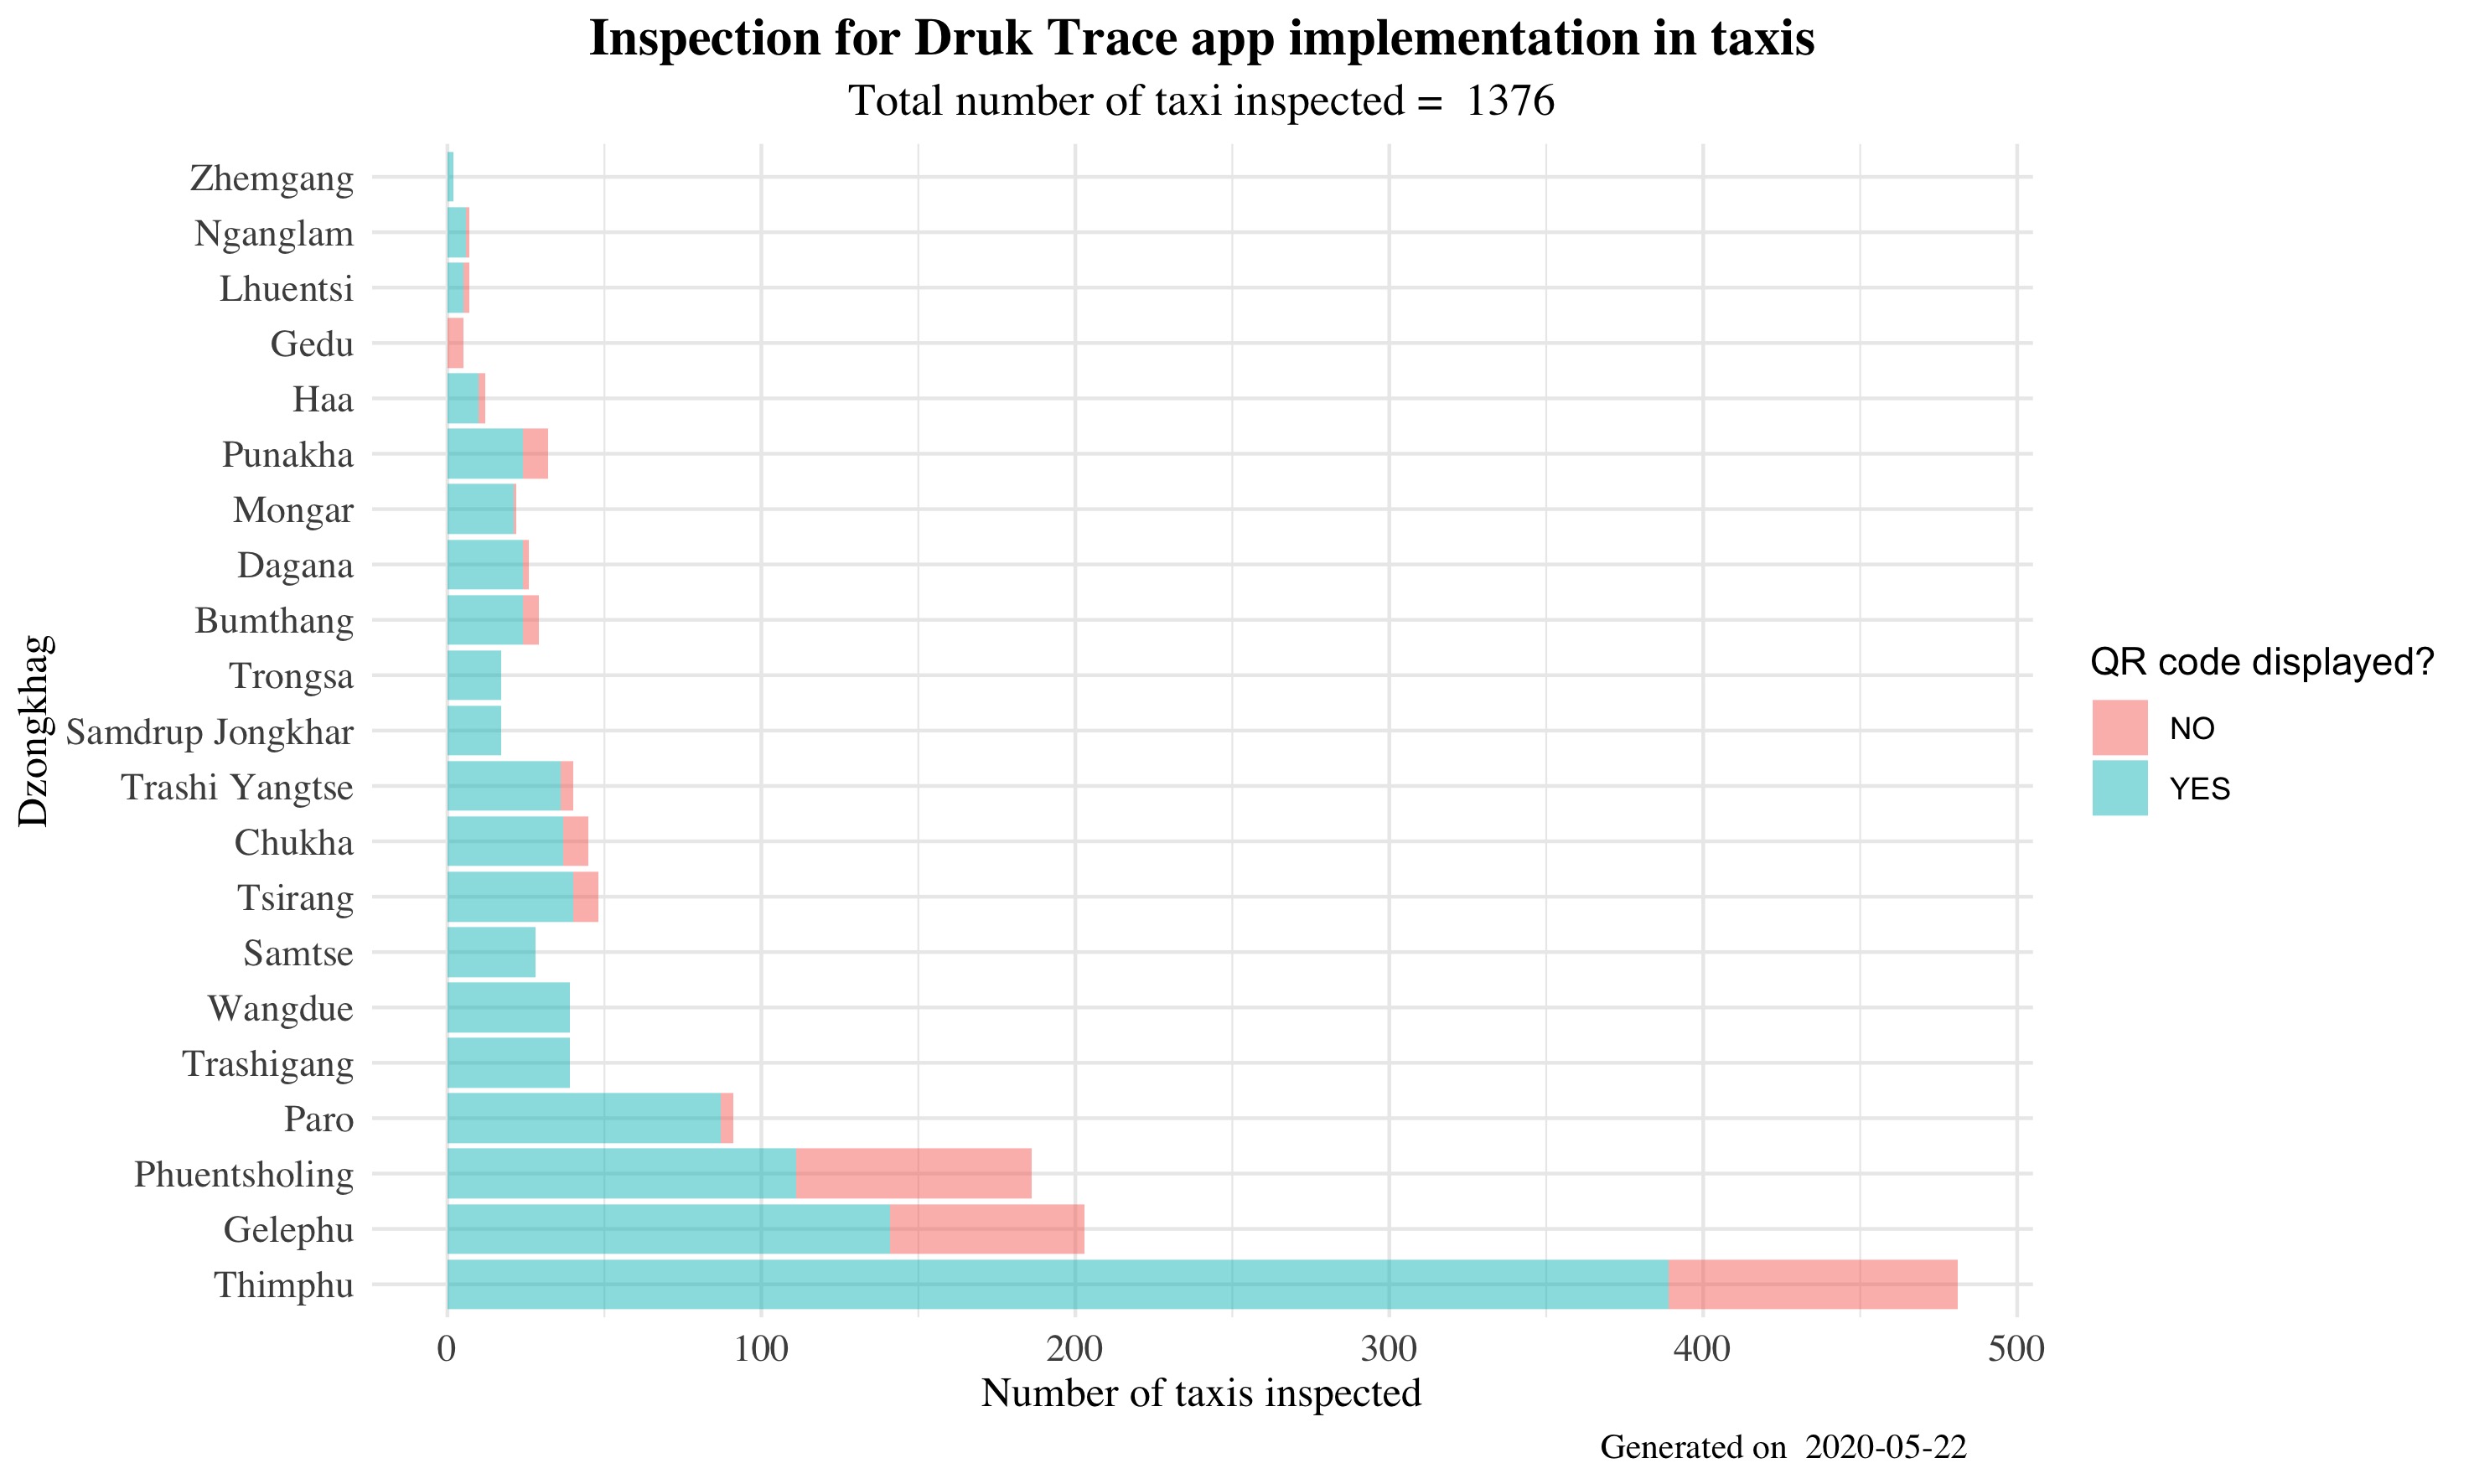 Inspection for Druk Trace app implementation in taxis
Total number of taxi inspected = 1376
Dzongkhag
Zhemgang
Nganglam
Lhuentsi
Gedu
Haa
Punakha
Mongar
Dagana
Bumthang
Trongsa
Samdrup Jongkhar
Trashi Yangtse
Chukha
Tsirang
Samtse
Wangdue
Trashigang
Paro
Phuentsholing
Gelephu
Thimphu
0 100 200 300 400 500
Number of taxis inspected
QR code displayed?
NO
YES
Generated on 2020-05-22